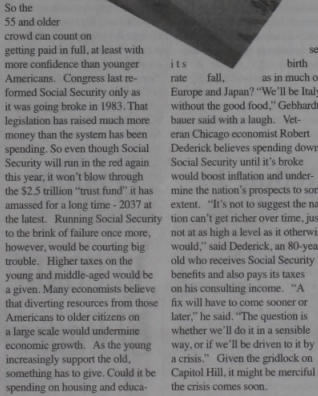 So the
55 and older
crowd can count on
getting paid in full, at least with
more confidence than younger
Americans. Congress last re-
formed Social Security only as
it was going broke in 1983. That
legislation has raised much more
money than the system has been
spending. So even though Social
Security will run in the red again
this year, it won't blow through
the $2.5 trillion "trust fund" it has
amassed for a long time - 2037 at
the latest. Running Social Security
to the brink of failure once more,
however, would be courting big
trouble. Higher taxes on the
young and middle-aged would be
a given. Many economists believe
that diverting resources from those
Americans to older citizens on
a large scale would undermine
economic growth. As the young
increasingly support the old,
something has to give. Could it be
spending on housing and educa-
se
its birth
rate fall, as in much o
Europe and Japan? "We'll be Italy
without the good food," Gebhardt
bauer said with a laugh. Vet-
eran Chicago economist Robert
Dederick believes spending down
Social Security until it's broke
would boost inflation and under-
mine the nation's prospects to som
extent. "It's not to suggest the na
tion can't get richer over time, jus
not at as high a level as it otherwi
would," said Dederick, an 80-yea
old who receives Social Security
benefits and also pays its taxes
on his consulting income. "A
fix will have to come sooner or
later," he said. "The question is
whether we'll do it in a sensible
way, or if we'll be driven to it by
a crisis." Given the gridlock on
Capitol Hill, it might be merciful
the crisis comes soon.